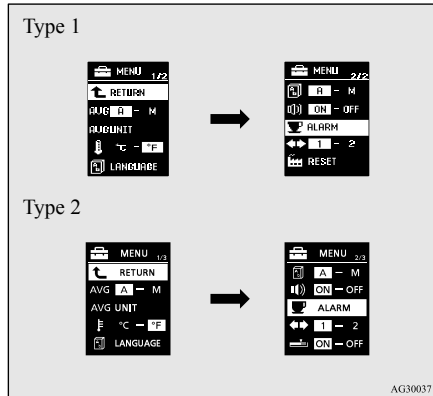 Type 1
MENU 1/2
RETURN
AVG A - M
AVGUNIT
°C - °F
LANGUAGE
MENU 2/2
A - M
ON - OFF
ALARM
1 - 2
RESET
Type 2
MENU 1/3
RETURN
AVG A - M
AVG UNIT
°C - °F
LANGUAGE
MENU 2/3
A - M
ON - OFF
ALARM
1 - 2
ON - OFF
AG30037